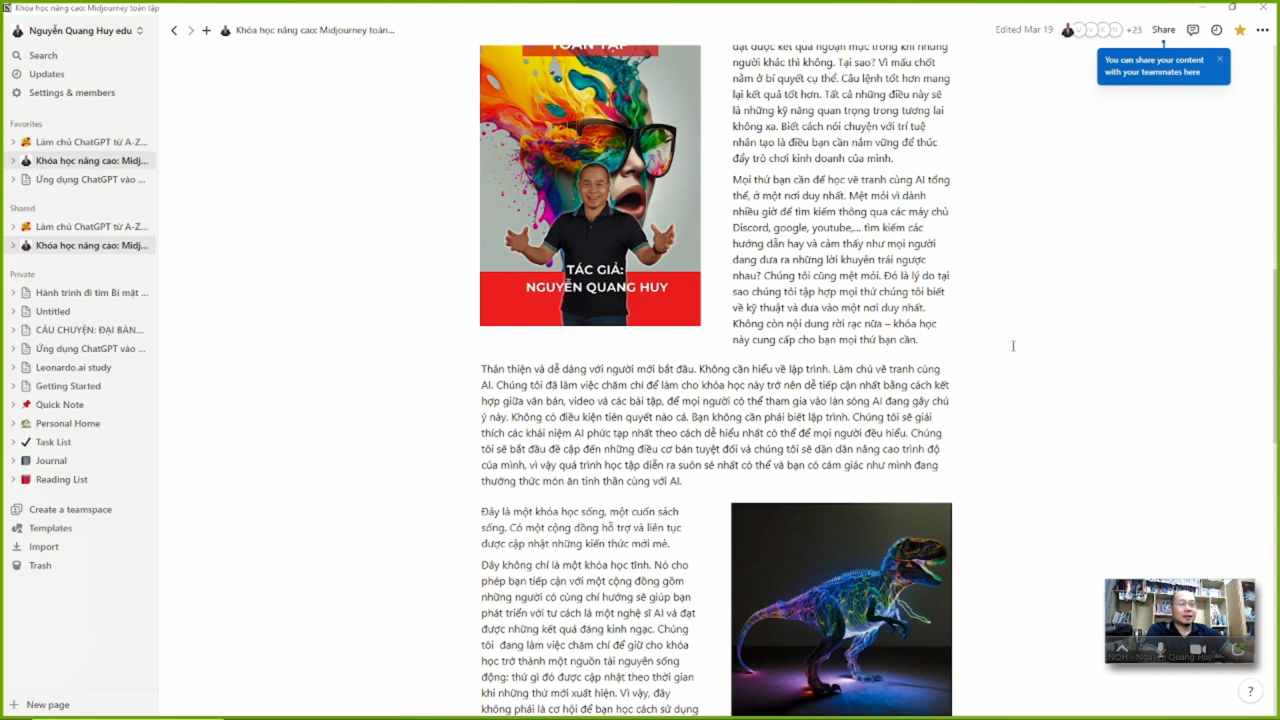 Khóa học nâng cao: Midjourney toàn tập
Nguyễn Quang Huy edu
Search
Updates
Settings & members
Favorites
Làm chủ ChatGPT từ A-Z...
Khóa học nâng cao: Midj...
Ứng dụng ChatGPT vào ...
Shared
Làm chủ ChatGPT từ A-Z...
Khóa học nâng cao: Midj...
Private
Hành trình đi tìm Bí mật ...
Untitled
CÂU CHUYỆN: ĐẠI BÀN...
Ứng dụng ChatGPT vào ...
Leonardo.ai study
Getting Started
Quick Note
Personal Home
Task List
Journal
Reading List
Create a teamspace
Templates
Import
Trash
New page
Khóa học nâng cao: Midjourney toàn...
Edited Mar 19
+23
Share
You can share your content
with your teammates here
TOÀN TẬP
TÁC GIẢ:
NGUYỄN QUANG HUY
đạt được kết quả ngoạn mục trong khi những
người khác thì không. Tại sao? Vì mấu chốt
nằm ở bí quyết cụ thể. Câu lệnh tốt hơn mang
lại kết quả tốt hơn. Tất cả những điều này sẽ
là những kỹ năng quan trọng trong tương lai
không xa. Biết cách nói chuyện với trí tuệ
nhân tạo là điều bạn cần nắm vững để thúc
đẩy trò chơi kinh doanh của mình.
Mọi thứ bạn cần để học vẽ tranh cùng AI tổng
thể, ở một nơi duy nhất. Mệt mỏi vì dành
nhiều giờ để tìm kiếm thông qua các máy chủ
Discord, google, youtube,... tìm kiếm các
hướng dẫn hay và cảm thấy như mọi người
đang đưa ra những lời khuyên trái ngược
nhau? Chúng tôi cũng mệt mỏi. Đó là lý do tại
sao chúng tôi tập hợp mọi thứ chúng tôi biết
về kỹ thuật và đưa vào một nơi duy nhất.
Không còn nội dung rời rạc nữa – khóa học
này cung cấp cho bạn mọi thứ bạn cần.
Thân thiện và dễ dàng với người mới bắt đầu. Không cần hiểu về lập trình. Làm chủ vẽ tranh cùng
AI. Chúng tôi đã làm việc chăm chỉ để làm cho khóa học này trở nên dễ tiếp cận nhất bằng cách kết
hợp giữa văn bản, video và các bài tập, để mọi người có thể tham gia vào làn sóng AI đang gây chú
ý này. Không có điều kiện tiên quyết nào cả. Bạn không cần phải biết lập trình. Chúng tôi sẽ giải
thích các khái niệm AI phức tạp nhất theo cách dễ hiểu nhất có thể để mọi người đều hiểu. Chúng
tôi sẽ bắt đầu đề cập đến những điều cơ bản tuyệt đối và chúng tôi sẽ dần dần nâng cao trình độ
của mình, vì vậy quá trình học tập diễn ra suôn sẻ nhất có thể và bạn có cảm giác như mình đang
thưởng thức món ăn tinh thần cùng với AI.
Đây là một khóa học sống, một cuốn sách
sống. Có một cộng đồng hỗ trợ và liên tục
được cập nhật những kiến thức mới mẻ.
Đây không chỉ là một khóa học tĩnh. Nó cho
phép bạn tiếp cận với một cộng đồng gồm
những người có cùng chí hướng sẽ giúp bạn
phát triển với tư cách là một nghệ sĩ AI và đạt
được những kết quả đáng kinh ngạc. Chúng
tôi đang làm việc chăm chỉ để giữ cho khóa
học trở thành một nguồn tài nguyên sống
động: thứ gì đó được cập nhật theo thời gian
khi những thứ mới xuất hiện. Vì vậy, đây
không phải là cơ hội để bạn học cách sử dụng
NQH - Nguyễn Quang Huy
?